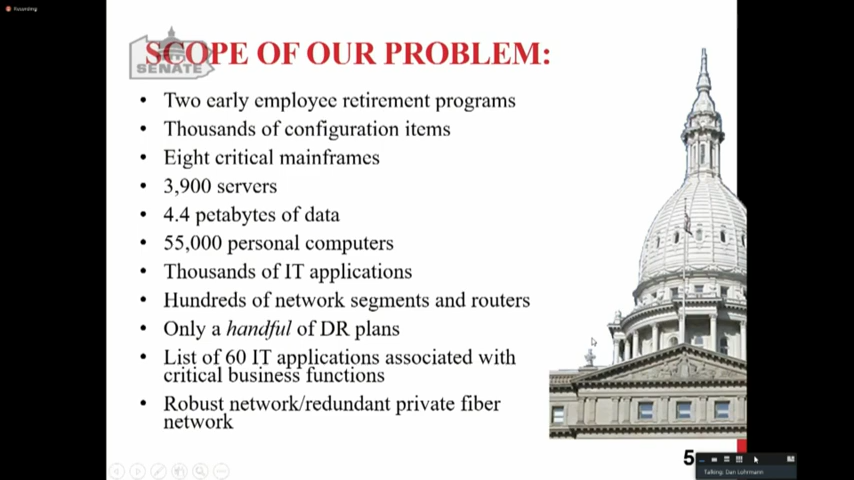 Recording
SCOPE OF OUR PROBLEM:
SENATE
• Two early employee retirement programs
• Thousands of configuration items
• Eight critical mainframes
• 3,900 servers
• 4.4 petabytes of data
• 55,000 personal computers
• Thousands of IT applications
• Hundreds of network segments and routers
• Only a handful of DR plans
• List of 60 IT applications associated with
critical business functions
• Robust network/redundant private fiber
network
5
Talking: Dan Lohrmann